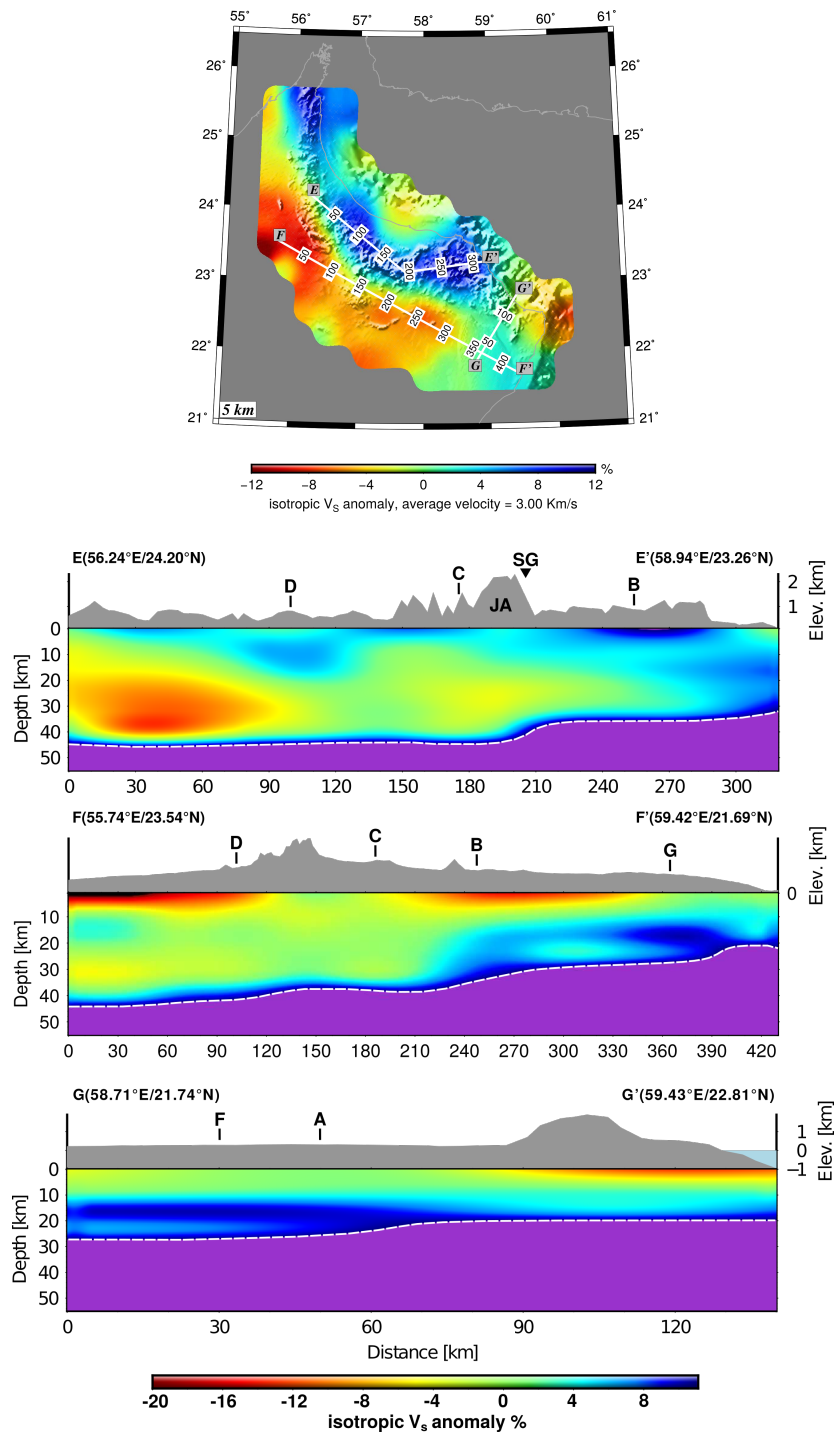 55˚ 56˚ 57˚ 58˚ 59˚ 60˚ 61˚
26˚
25˚
24˚
23˚
22˚
21˚
26˚
25˚
24˚
23˚
22˚
21˚
E
50
100
150
200
250
300
E'
F
50
100
150
200
250
300
350
400
F'
G
50
100
G'
5 km
−12 −8 −4 0 4 8 12 %
isotropic VS anomaly, average velocity = 3.00 Km/s
E(56.24°E/24.20°N) E'(58.94°E/23.26°N)
D C SG B
JA
2
1
Elev. [km]
0
10
20
30
40
50
Depth [km]
0 30 60 90 120 150 180 210 240 270 300
F(55.74°E/23.54°N) F'(59.42°E/21.69°N)
D C B G
0
Elev. [km]
10
20
30
40
50
Depth [km]
0 30 60 90 120 150 180 210 240 270 300 330 360 390 420
G(58.71°E/21.74°N) G'(59.43°E/22.81°N)
F A
1
0
−1
Elev. [km]
0
10
20
30
40
50
Depth [km]
0 30 60 90 120
Distance [km]
-20 -16 -12 -8 -4 0 4 8
isotropic Vs anomaly %